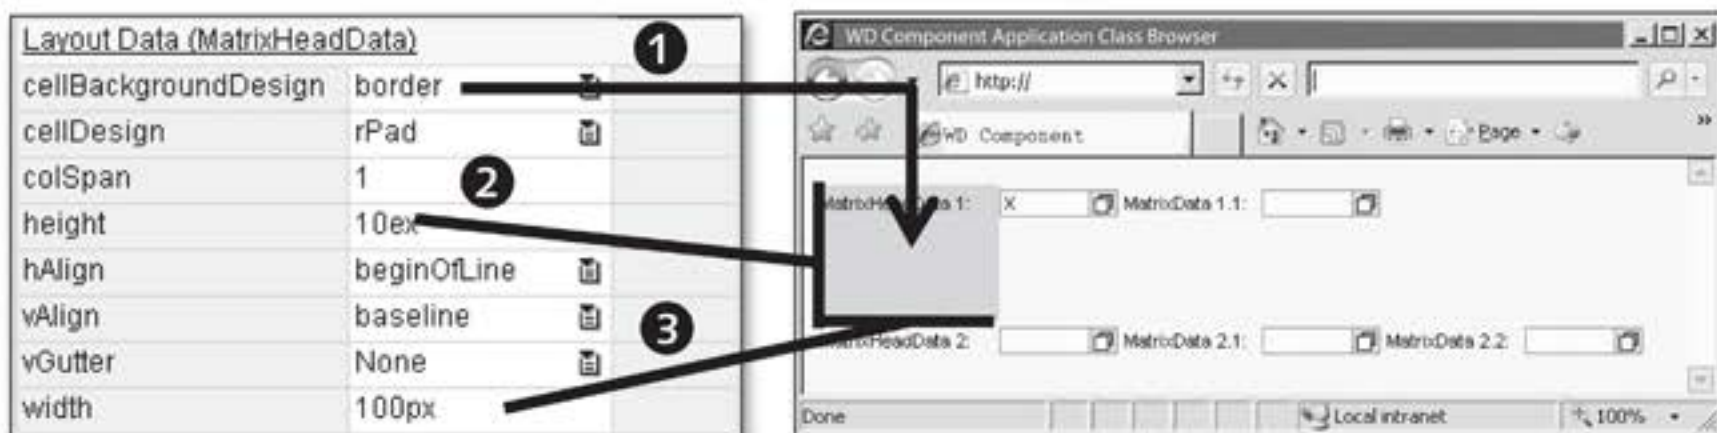 Layout Data (MatrixHeadData)
cellBackgroundDesign border
cellDesign rPad
colSpan 1
height 10ex
hAlign beginOfLine
vAlign baseline
vGutter None
width 100px
1
2
3
WD Component Application Class Browser
http://
WD Component
Page
»
1: X MatrixData 1.1:
2: MatrixData 2.1: MatrixData 2.2:
Done Local intranet 100%